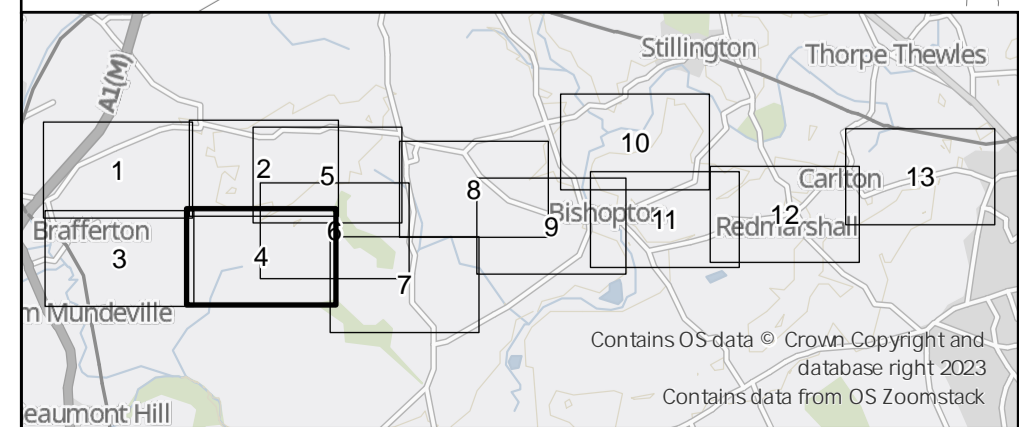 Stillington
Thorpe Thewles
A1(M)
10
1
2
5
13
Carlton
8
Bishopton
11
12
Redmarshall
9
Brafferton
6
3
4
7
m Mundeville
Contains OS data © Crown Copyright and
database right 2023
Contains data from OS Zoomstack
eaumont Hill